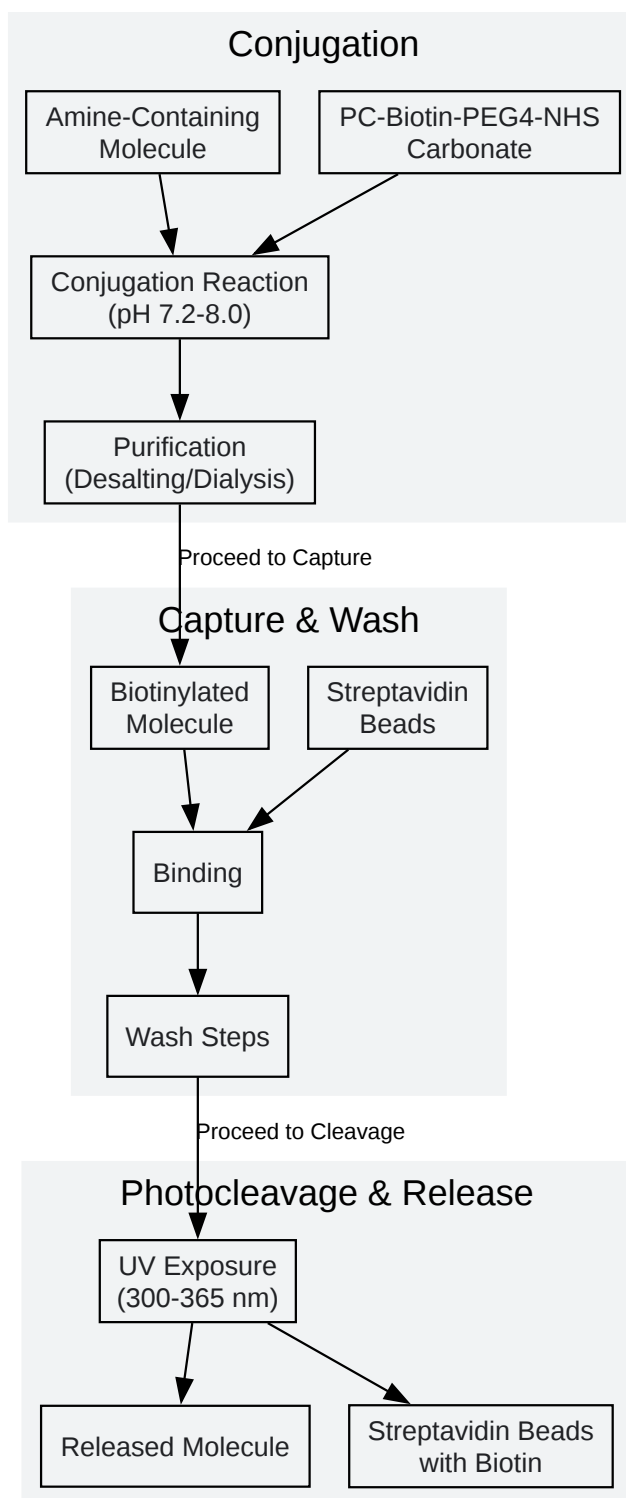 Conjugation
Amine-Containing
Molecule
PC-Biotin-PEG4-NHS
Carbonate
Conjugation Reaction
(pH 7.2-8.0)
Purification
(Desalting/Dialysis)
Proceed to Capture
Capture & Wash
Biotinylated
Molecule
Streptavidin
Beads
Binding
Wash Steps
Proceed to Cleavage
Photocleavage & Release
UV Exposure
(300-365 nm)
Released Molecule
Streptavidin Beads
with Biotin